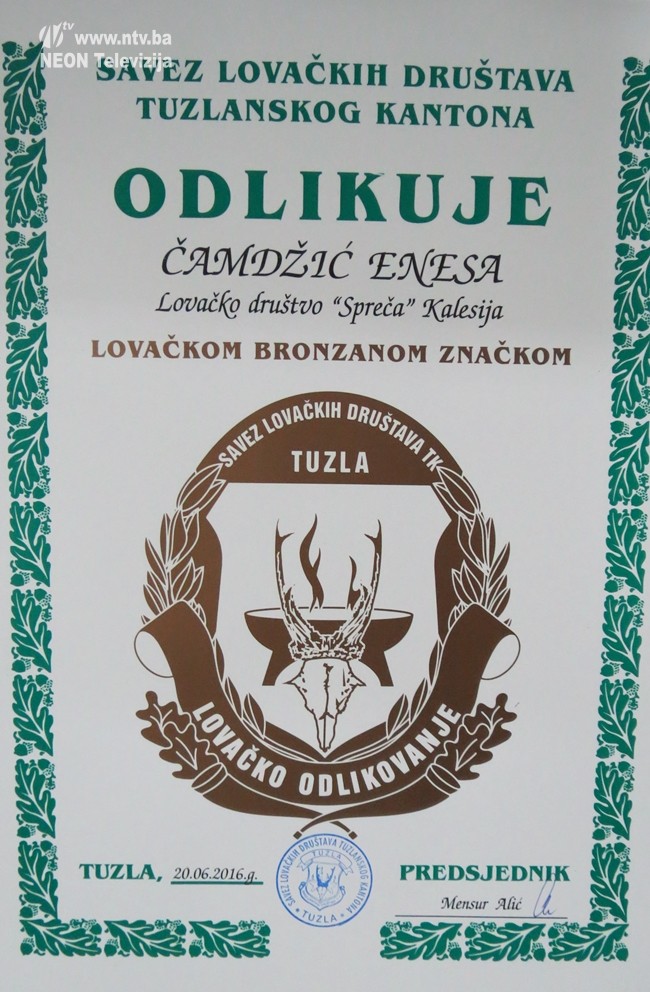 tv www.ntv.ba
NEON Televizija
SAVEZ LOVAČKIH DRUŠTAVA
TUZLANSKOG KANTONA
ODLIKUJE
ČAMDŽIĆ ENESA
Lovačko društvo "Spreča" Kalesija
LOVAČKOM BRONZANOM ZNAČKOM
SAVEZ LOVAČKIH DRUŠTAVA TK
TUZLA
LOVAČKO ODLIKOVANJE
TUZLA, 20.06.2016.g.
SAVEZ LOVAČKIH DRUŠTAVA TUZLANSKOG KANTONA
TUZLA
TUZLA
PREDSJEDNIK
Mensur Alić